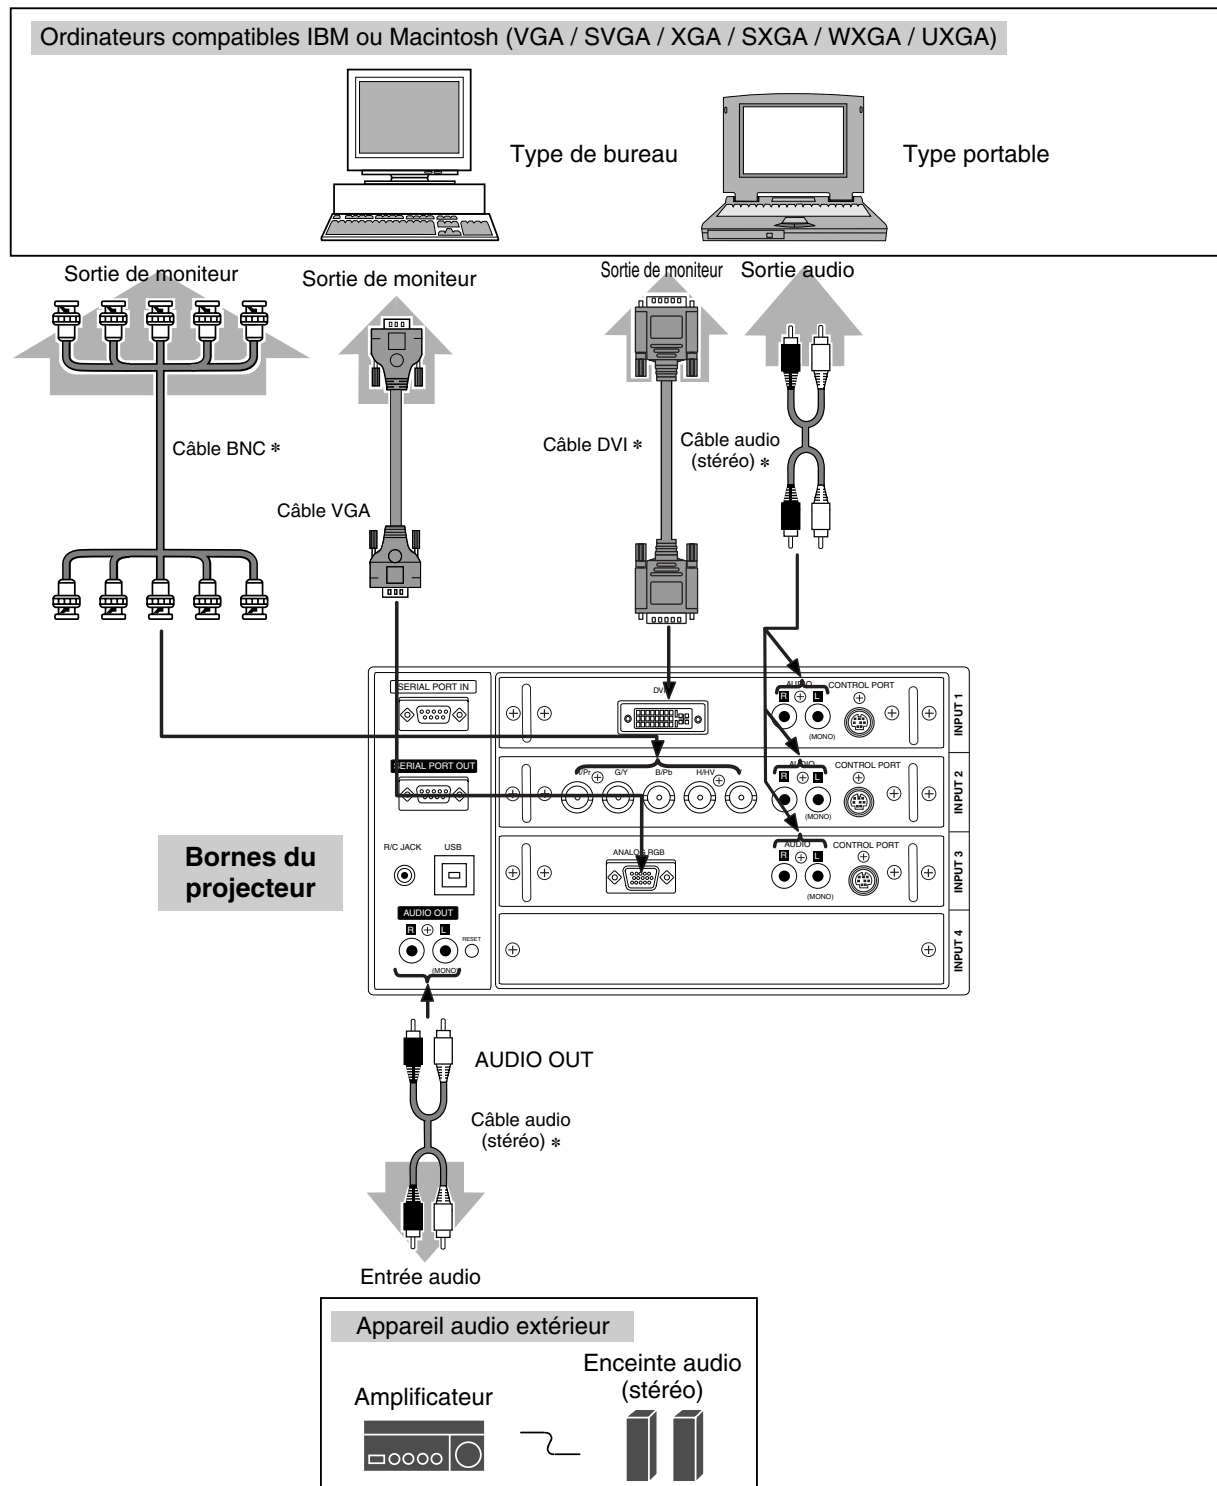 Ordinateurs compatibles IBM ou Macintosh (VGA / SVGA / XGA / SXGA / WXGA / UXGA)
Type de bureau
Type portable
Sortie de moniteur
Sortie de moniteur
Sortie de moniteur
Sortie audio
Câble BNC *
Câble VGA
Câble DVI *
Câble audio
(stéréo) *
SERIAL PORT IN
SERIAL PORT OUT
R/C JACK
USB
AUDIO OUT
R
L
RESET
(MONO)
DVI
AUDIO
R
L
(MONO)
CONTROL PORT
INPUT 1
G/Y
B/Pb
H/HV
AUDIO
R
L
(MONO)
CONTROL PORT
INPUT 2
ANALOG RGB
AUDIO
R
L
(MONO)
CONTROL PORT
INPUT 3
INPUT 4
Bornes du
projecteur
AUDIO OUT
Câble audio
(stéréo) *
Entrée audio
Appareil audio extérieur
Amplificateur
Enceinte audio
(stéréo)